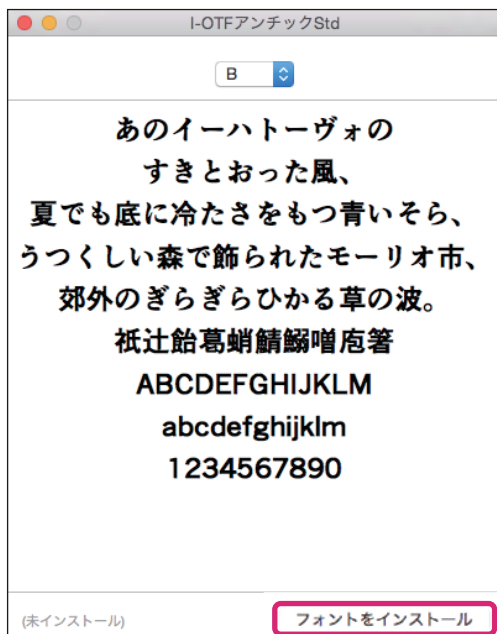 I-OTFアンチックStd
B
あのイーハトーヴォの
すきとおった風、
夏でも底に冷たさをもつ青いそら、
うつくしい森で飾られたモーリオ市、
郊外のぎらぎらひかる草の波。
祇辻飴葛蛸鯖鰯噌庖箸
ABCDEFGHIJKLM
abcdefghijklm
1234567890
(未インストール)
フォントをインストール